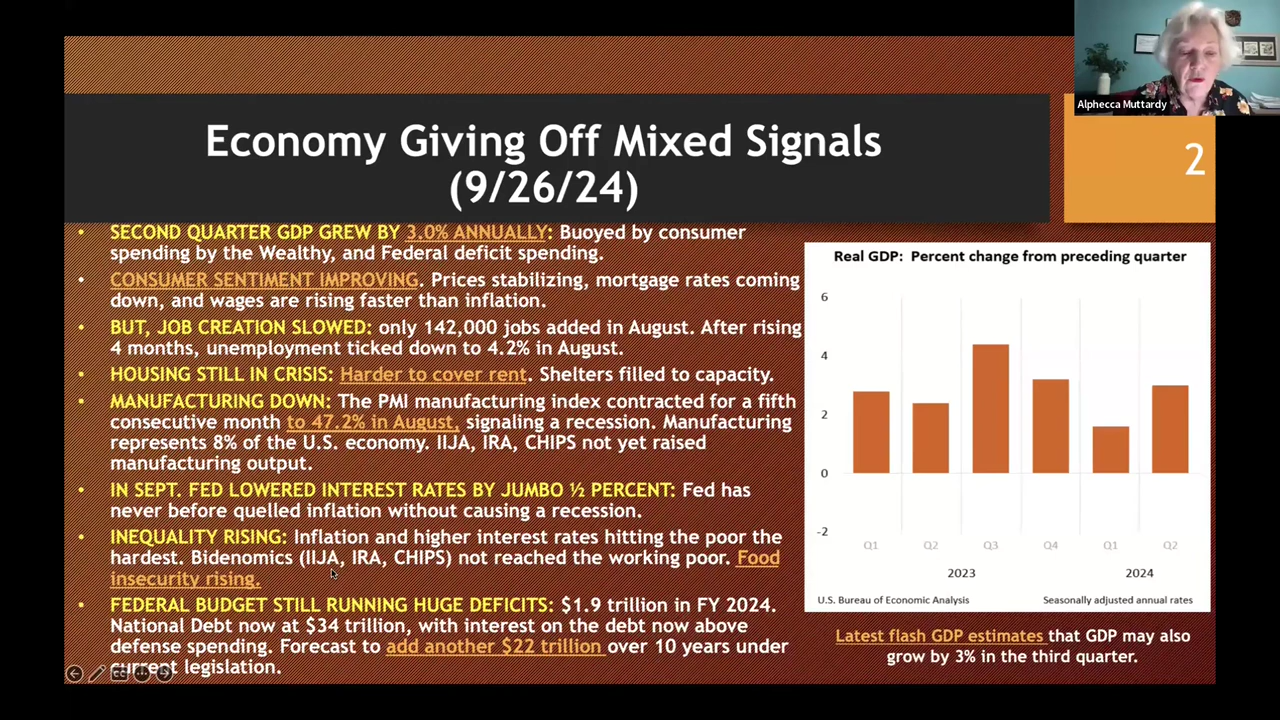 Alphecca Muttardy
Economy Giving Off Mixed Signals
(9/26/24)
2
• SECOND QUARTER GDP GREW BY 3.0% ANNUALLY: Buoyed by consumer
spending by the Wealthy, and Federal deficit spending.
• CONSUMER SENTIMENT IMPROVING. Prices stabilizing, mortgage rates coming
down, and wages are rising faster than inflation.
• BUT, JOB CREATION SLOWED: only 142,000 jobs added in August. After rising
4 months, unemployment ticked down to 4.2% in August.
• HOUSING STILL IN CRISIS: Harder to cover rent. Shelters filled to capacity.
• MANUFACTURING DOWN: The PMI manufacturing index contracted for a fifth
consecutive month to 47.2% in August, signaling a recession. Manufacturing
represents 8% of the U.S. economy. IIJA, IRA, CHIPS not yet raised
manufacturing output.
• IN SEPT. FED LOWERED INTEREST RATES BY JUMBO ½ PERCENT: Fed has
never before quelled inflation without causing a recession.
• INEQUALITY RISING: Inflation and higher interest rates hitting the poor the
hardest. Bidenomics (IIJA, IRA, CHIPS) not reached the working poor. Food
insecurity rising.
• FEDERAL BUDGET STILL RUNNING HUGE DEFICITS: $1.9 trillion in FY 2024.
National Debt now at $34 trillion, with interest on the debt now above
defense spending. Forecast to add another $22 trillion over 10 years under
current legislation.
Real GDP: Percent change from preceding quarter
6
4
2
0
-2
Q1 Q2 Q3 Q4 Q1 Q2
2023 2024
U.S. Bureau of Economic Analysis Seasonally adjusted annual rates
Latest flash GDP estimates that GDP may also
grow by 3% in the third quarter.